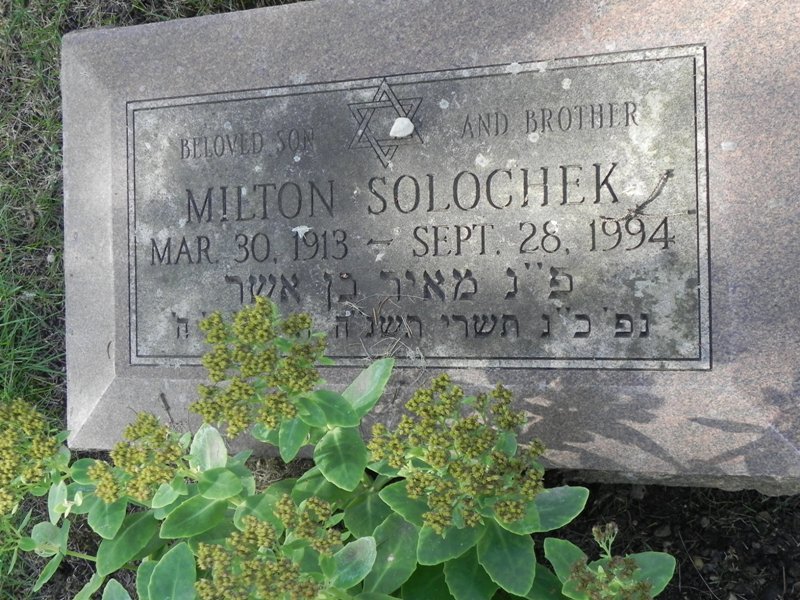 BELOVED SON AND BROTHER
MILTON SOLOCHEK
MAR. 30, 1913 ~ SEPT. 28, 1994
פ"נ מאיר בן אשר
נפ' כ"ג תשרי תשנ"ה